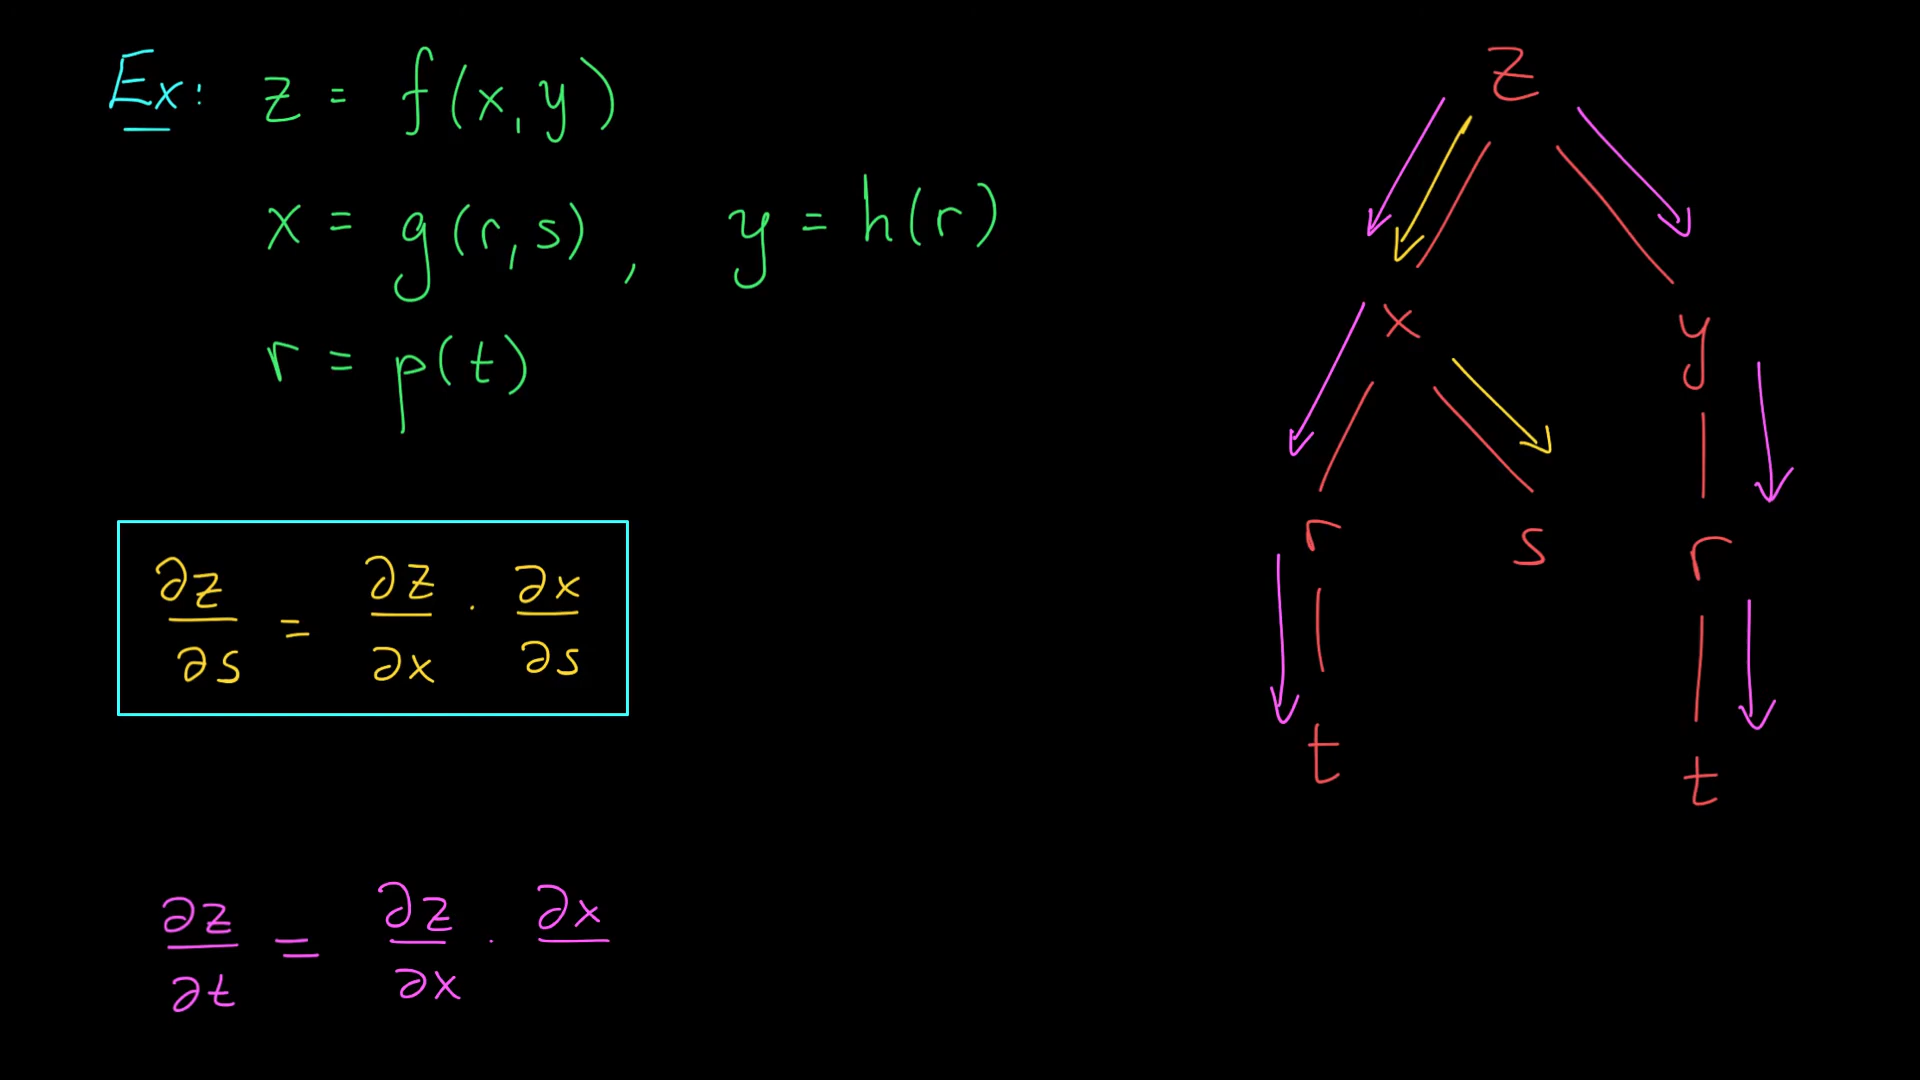 Ex: z = f(x,y)
x = g(r,s), y = h(r)
r = p(t)
∂z/∂s = ∂z/∂x · ∂x/∂s
∂z/∂t = ∂z/∂x · ∂x/
z
x y
r s r
t t